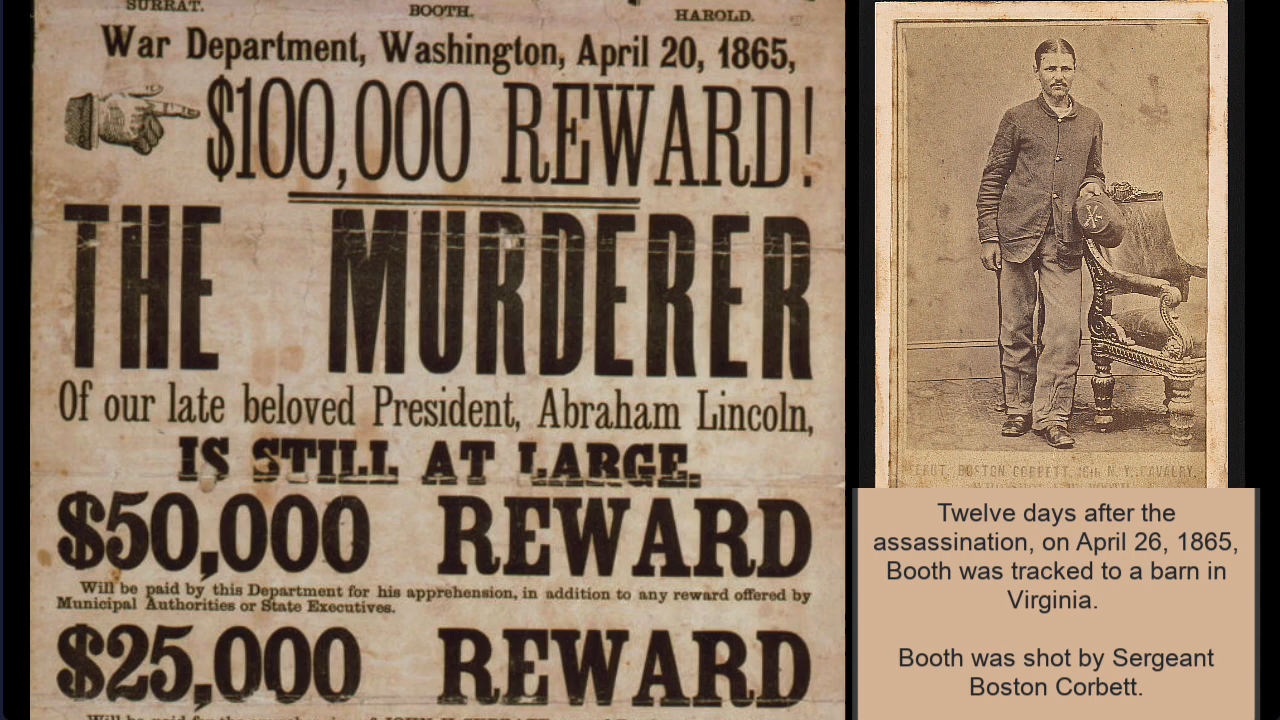 SURRAT.
BOOTH.
HAROLD.
War Department, Washington, April 20, 1865,
$100,000 REWARD!
THE MURDERER
Of our late beloved President, Abraham Lincoln,
IS STILL AT LARGE.
$50,000 REWARD
Will be paid by this Department for his apprehension, in addition to any reward offered by
Municipal Authorities or State Executives.
$25,000 REWARD
BOSTON CORBETT, 16th
Twelve days after the
assassination, on April 26, 1865,
Booth was tracked to a barn in
Virginia.
Booth was shot by Sergeant
Boston Corbett.